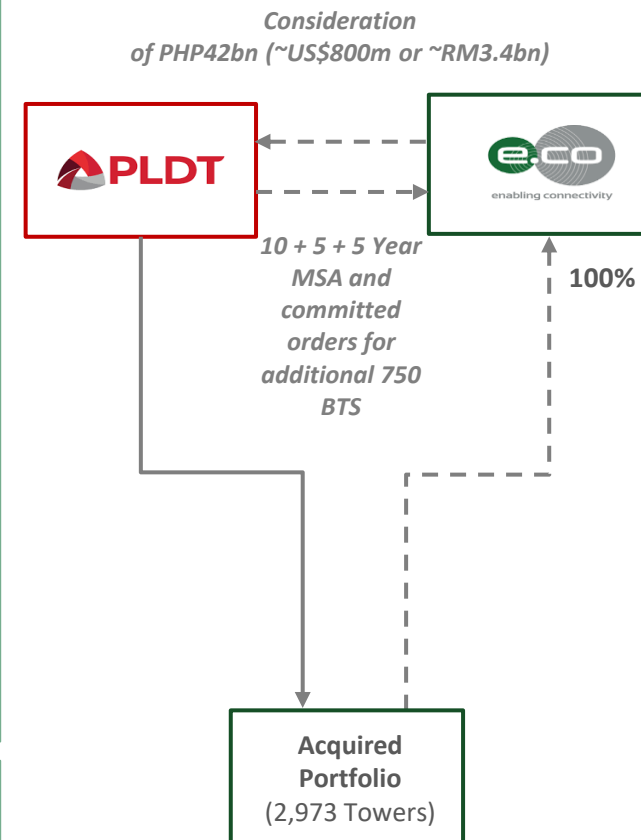 Consideration
of PHP42bn (~US$800m or ~RM3.4bn)
PLDT
e.co
enabling connectivity
10 + 5 + 5 Year
MSA and
committed
orders for
additional 750
BTS
100%
Acquired
Portfolio
(2,973 Towers)